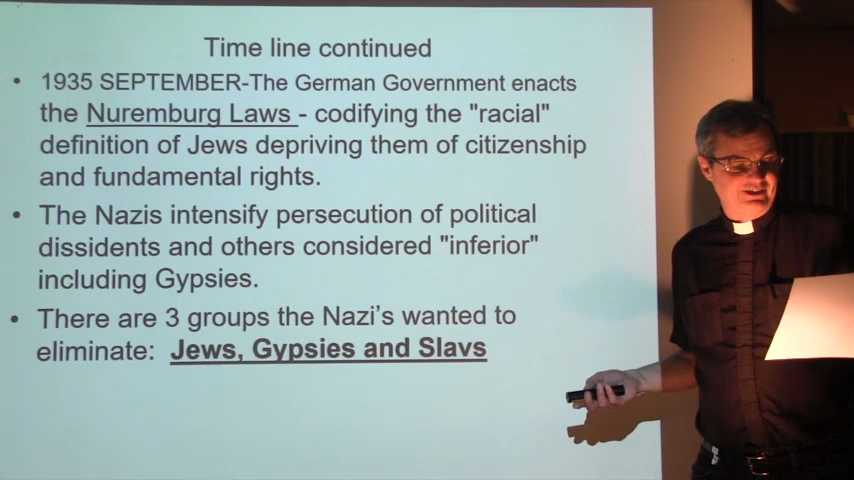 Time line continued
• 1935 SEPTEMBER-The German Government enacts
the Nuremburg Laws - codifying the "racial"
definition of Jews depriving them of citizenship
and fundamental rights.
• The Nazis intensify persecution of political
dissidents and others considered "inferior"
including Gypsies.
• There are 3 groups the Nazi's wanted to
eliminate: Jews, Gypsies and Slavs